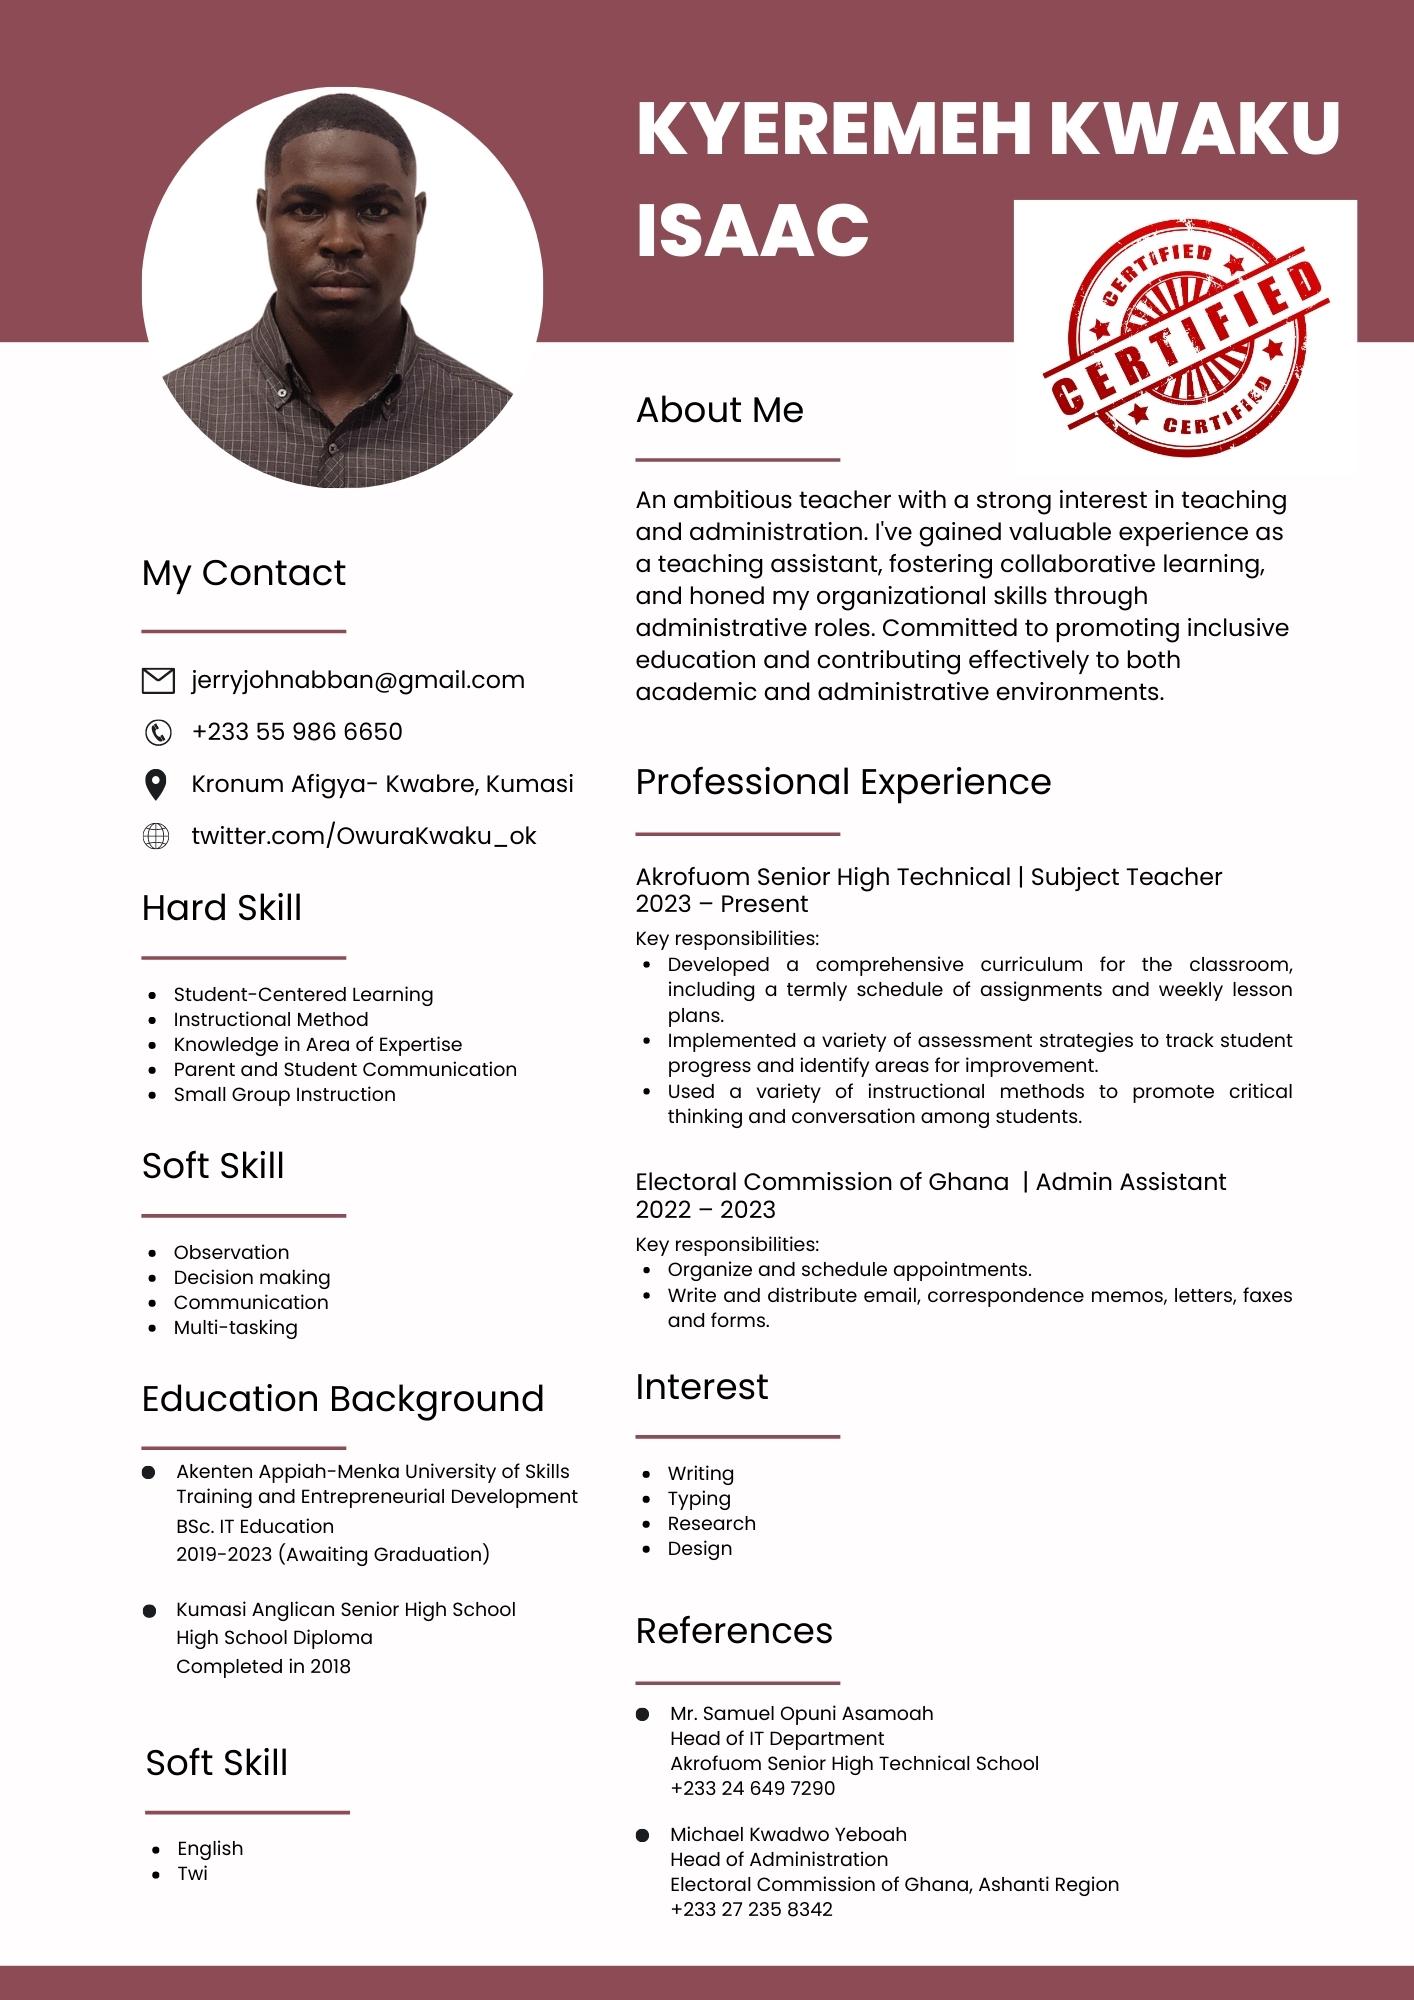 KYEREMEH KWAKU
ISAAC
CERTIFIED
CERTIFIED
CERTIFIED
My Contact
jerryjohnabban@gmail.com
+233 55 986 6650
Kronum Afigya- Kwabre, Kumasi
twitter.com/OwuraKwaku_ok
Hard Skill
• Student-Centered Learning
• Instructional Method
• Knowledge in Area of Expertise
• Parent and Student Communication
• Small Group Instruction
Soft Skill
• Observation
• Decision making
• Communication
• Multi-tasking
Education Background
• Akenten Appiah-Menka University of Skills
Training and Entrepreneurial Development
BSc. IT Education
2019-2023 (Awaiting Graduation)
• Kumasi Anglican Senior High School
High School Diploma
Completed in 2018
Soft Skill
• English
• Twi
About Me
An ambitious teacher with a strong interest in teaching
and administration. I've gained valuable experience as
a teaching assistant, fostering collaborative learning,
and honed my organizational skills through
administrative roles. Committed to promoting inclusive
education and contributing effectively to both
academic and administrative environments.
Professional Experience
Akrofuom Senior High Technical | Subject Teacher
2023 – Present
Key responsibilities:
• Developed a comprehensive curriculum for the classroom,
including a termly schedule of assignments and weekly lesson
plans.
• Implemented a variety of assessment strategies to track student
progress and identify areas for improvement.
• Used a variety of instructional methods to promote critical
thinking and conversation among students.
Electoral Commission of Ghana | Admin Assistant
2022 – 2023
Key responsibilities:
• Organize and schedule appointments.
• Write and distribute email, correspondence memos, letters, faxes
and forms.
Interest
• Writing
• Typing
• Research
• Design
References
• Mr. Samuel Opuni Asamoah
Head of IT Department
Akrofuom Senior High Technical School
+233 24 649 7290
• Michael Kwadwo Yeboah
Head of Administration
Electoral Commission of Ghana, Ashanti Region
+233 27 235 8342